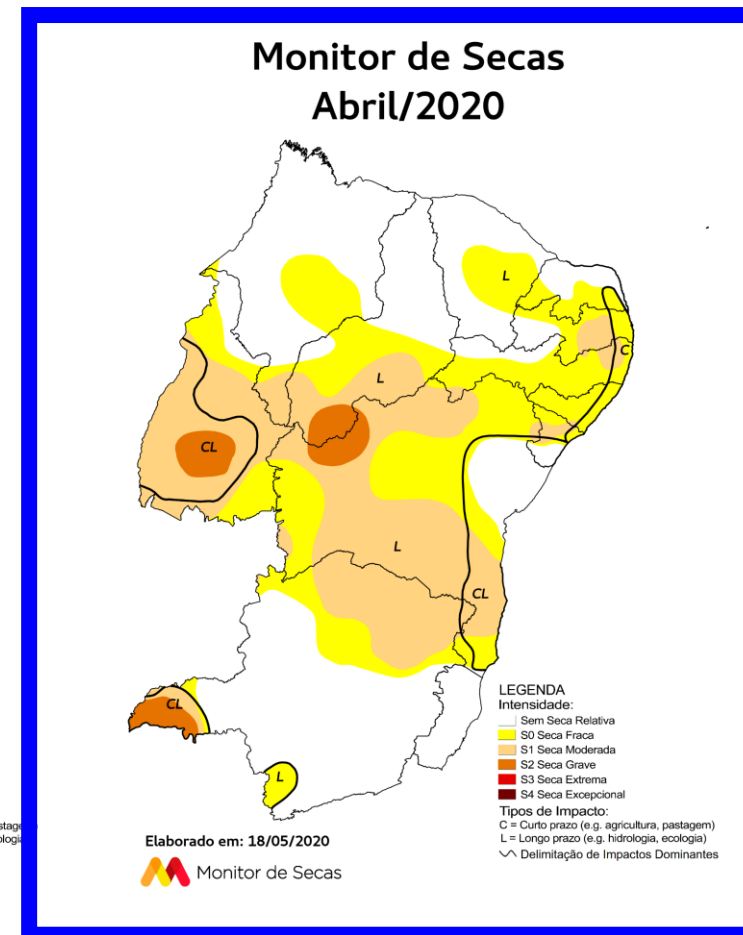 Monitor de Secas
Abril/2020
L
L
C
CL
L
CL
CL
L
LEGENDA
Intensidade:
Sem Seca Relativa
S0 Seca Fraca
S1 Seca Moderada
S2 Seca Grave
S3 Seca Extrema
S4 Seca Excepcional
Tipos de Impacto:
C = Curto prazo (e.g. agricultura, pastagem)
L = Longo prazo (e.g. hidrologia, ecologia)
Delimitação de Impactos Dominantes
Elaborado em: 18/05/2020
Monitor de Secas